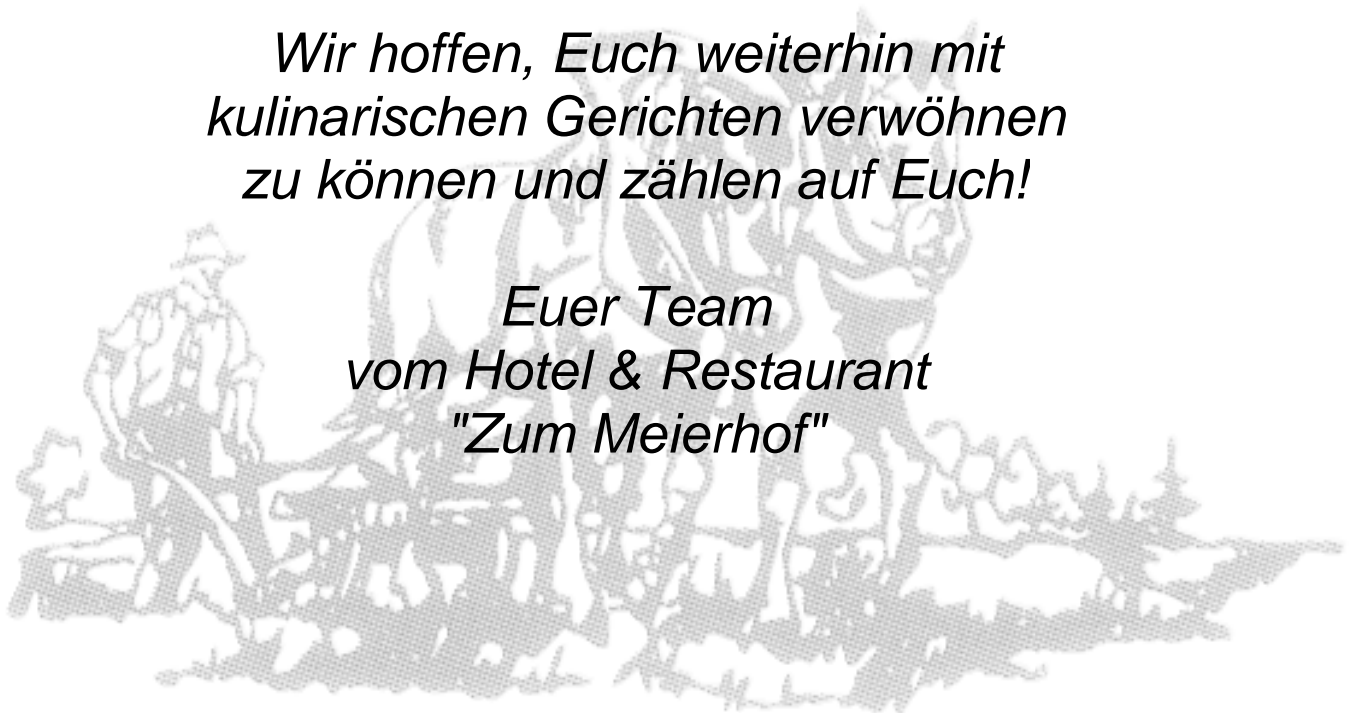 Wir hoffen, Euch weiterhin mit
kulinarischen Gerichten verwöhnen
zu können und zählen auf Euch!
Euer Team
vom Hotel & Restaurant
"Zum Meierhof"